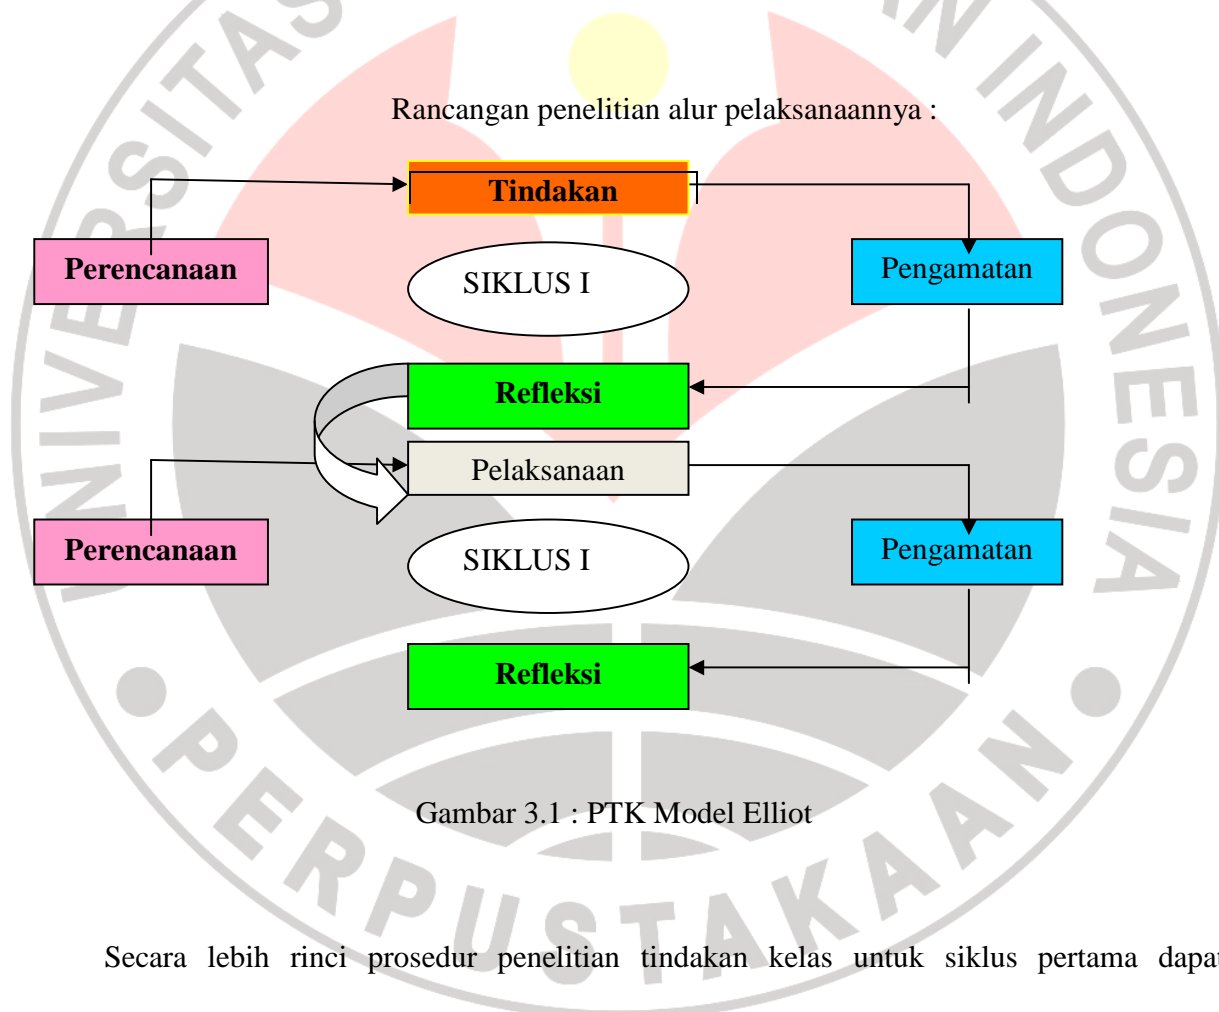 UNIVERSITAS
AN INDONESIA
Rancangan penelitian alur pelaksanaannya :
Tindakan
Perencanaan
SIKLUS I
Pengamatan
Refleksi
Pelaksanaan
Perencanaan
SIKLUS I
Pengamatan
Refleksi
Gambar 3.1 : PTK Model Elliot
PERPUSTAKAAN
Secara lebih rinci prosedur penelitian tindakan kelas untuk siklus pertama dapat